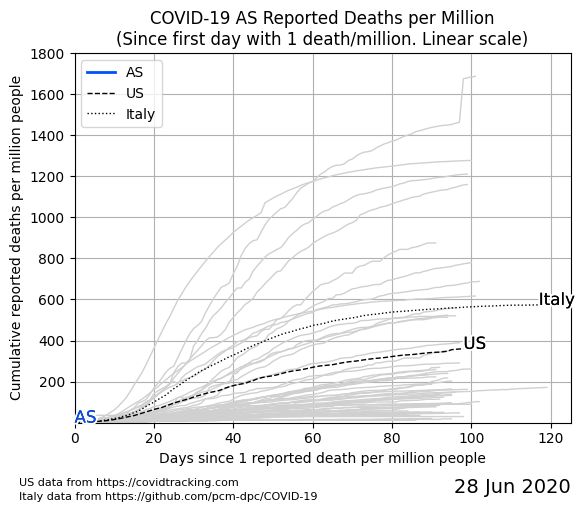 COVID-19 AS Reported Deaths per Million
(Since first day with 1 death/million. Linear scale)
Cumulative reported deaths per million people
1800
1600
1400
1200
1000
800
600
400
200
AS
US
Italy
Italy
US
AS
0
20
40
60
80
100
120
Days since 1 reported death per million people
US data from https://covidtracking.com
Italy data from https://github.com/pcm-dpc/COVID-19
28 Jun 2020